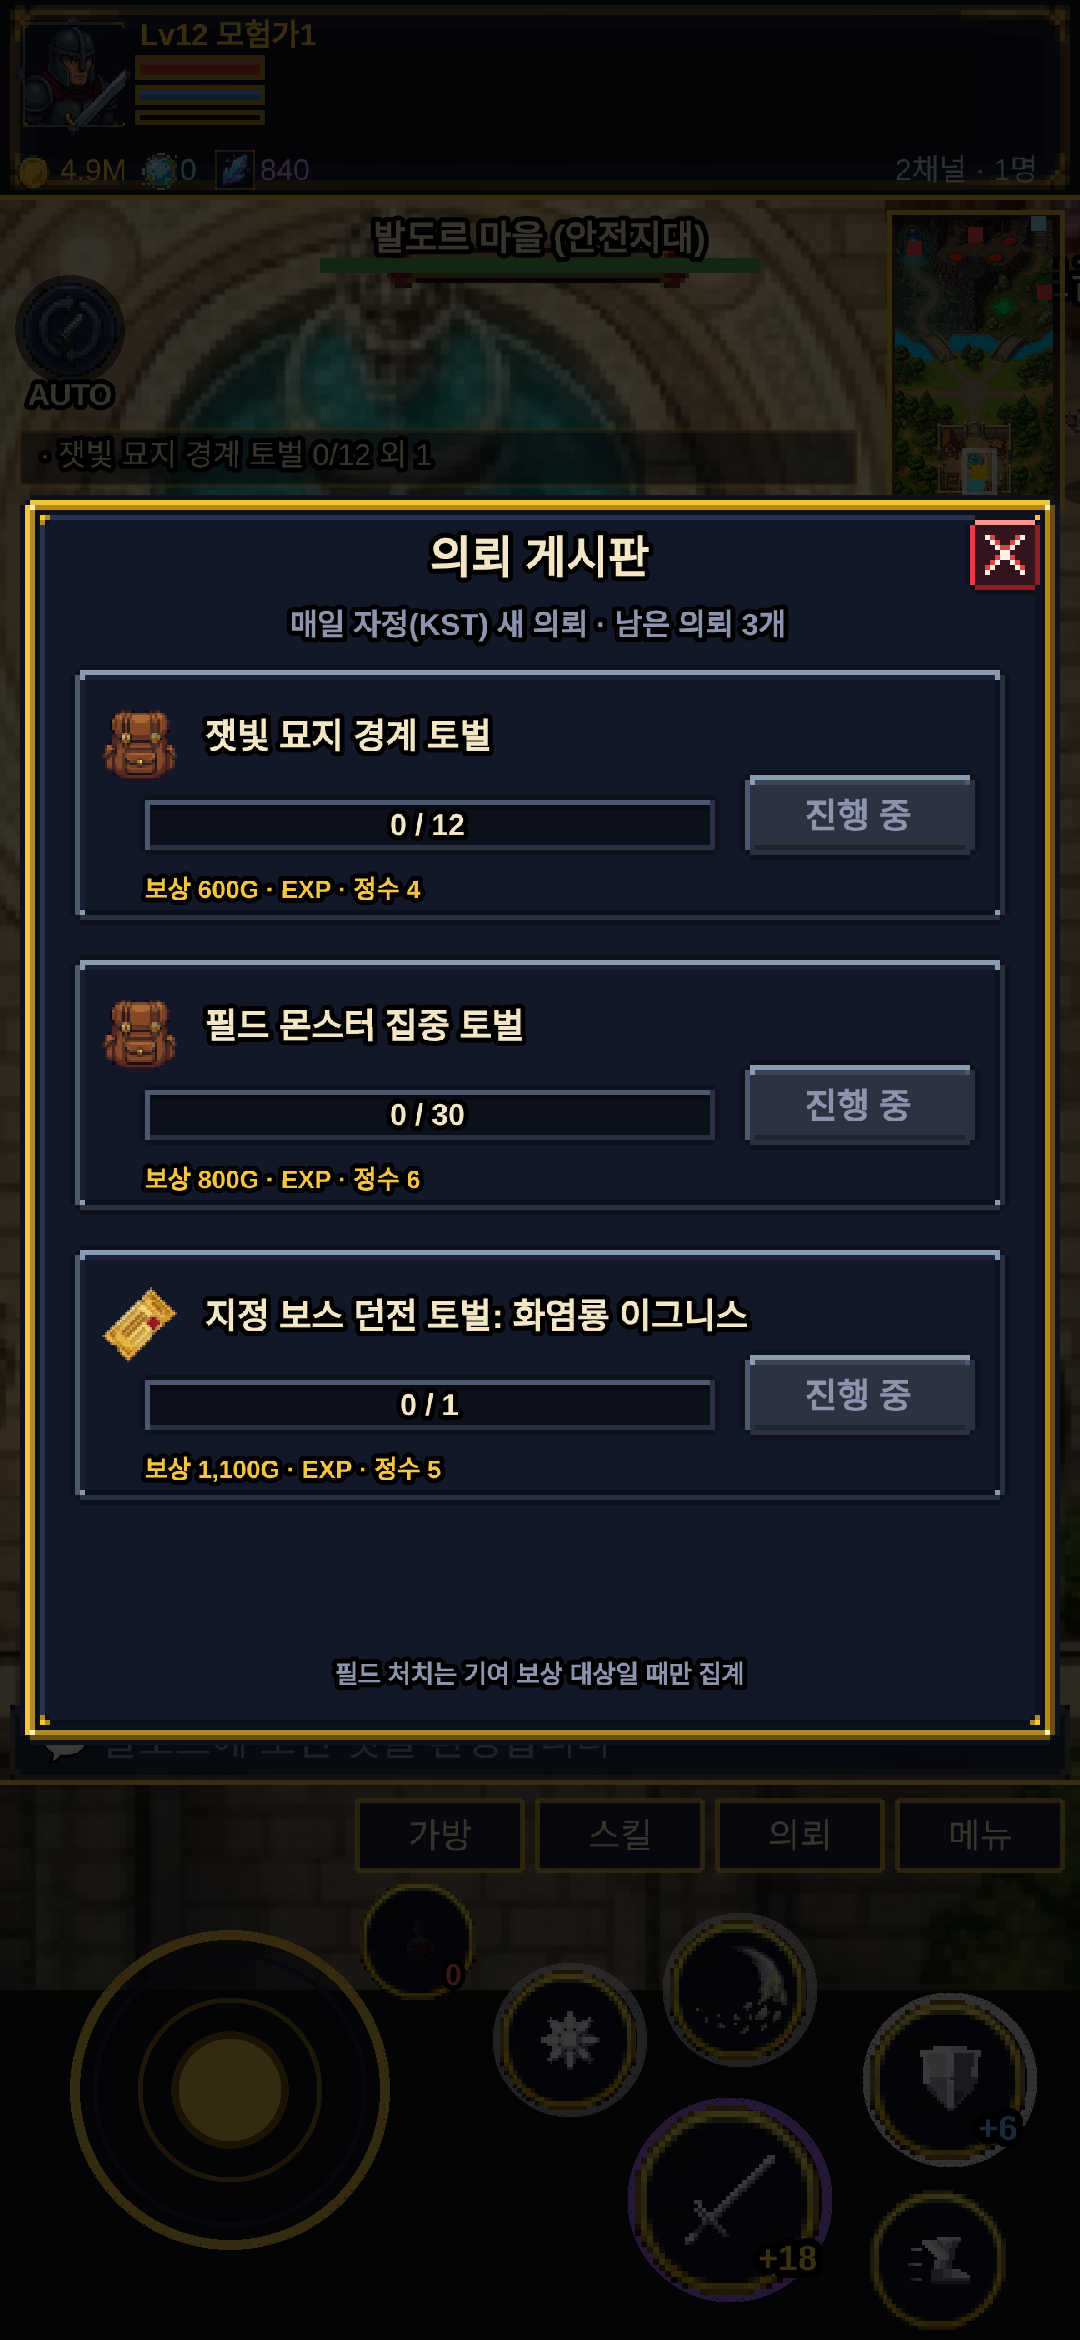 Lv12 모험가1
4.9M 0 840 2채널 · 1명
발도르 마을 (안전지대)
AUTO
· 잿빛 묘지 경계 토벌 0/12 외 1
의뢰 게시판
매일 자정(KST) 새 의뢰 · 남은 의뢰 3개
잿빛 묘지 경계 토벌
0 / 12
진행 중
보상 600G · EXP · 정수 4
필드 몬스터 집중 토벌
0 / 30
진행 중
보상 800G · EXP · 정수 6
지정 보스 던전 토벌: 화염룡 이그니스
0 / 1
진행 중
보상 1,100G · EXP · 정수 5
필드 처치는 기여 보상 대상일 때만 집계
가방 스킬 의뢰 메뉴
0
+6
+18